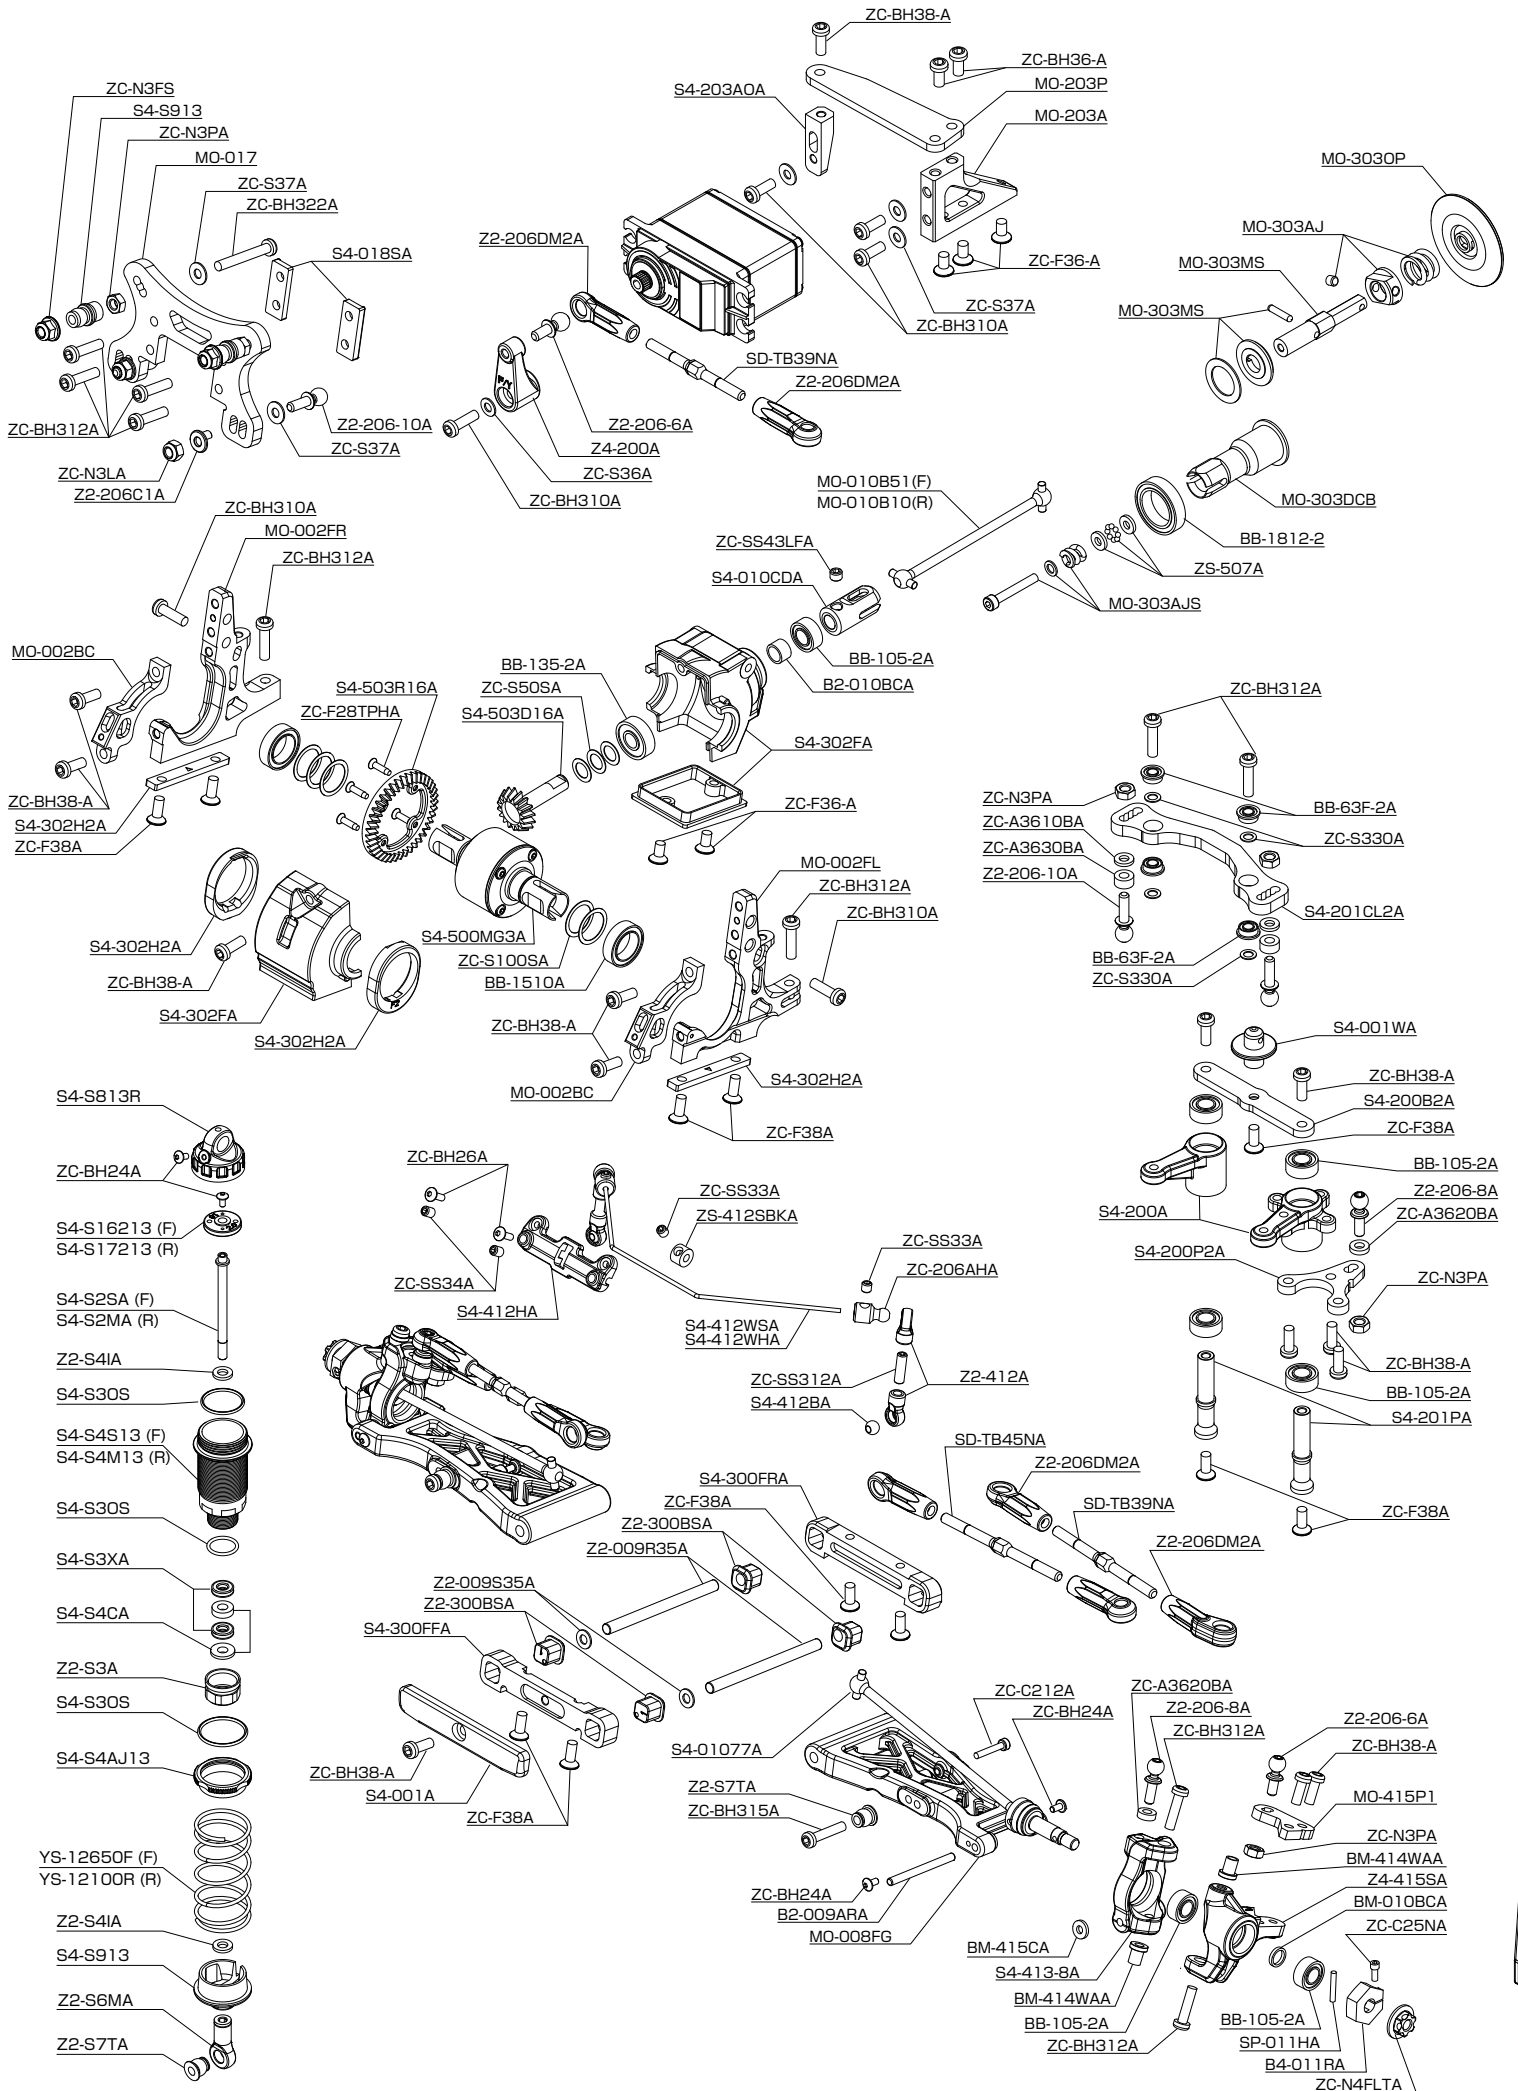 ZC-BH38-A
ZC-BH36-A
MO-203P
S4-203AOA
MO-203A
ZC-N3FS
S4-S913
ZC-N3PA
MO-017
ZC-S37A
ZC-BH322A
S4-018SA
Z2-206DM2A
ZC-F36-A
ZC-S37A
ZC-BH310A
MO-303OP
MO-303AJ
MO-303MS
MO-303MS
SD-TB39NA
Z2-206DM2A
ZC-BH312A
Z2-206-10A
ZC-S37A
ZC-N3LA
Z2-206C1A
Z2-206-6A
Z4-200A
ZC-S36A
ZC-BH310A
MO-303DCB
BB-1812-2
ZS-507A
MO-303AJS
MO-010B51(F)
MO-010B10(R)
ZC-SS43LFA
S4-010CDA
BB-105-2A
B2-010BCA
ZC-BH310A
MO-002FR
ZC-BH312A
MO-002BC
BB-135-2A
ZC-S50SA
S4-503D16A
S4-503R16A
ZC-F28TPHA
S4-302FA
ZC-F36-A
ZC-BH38-A
S4-302H2A
ZC-F38A
ZC-BH312A
ZC-N3PA
BB-63F-2A
ZC-A3610BA
ZC-S330A
ZC-A3630BA
Z2-206-10A
S4-201CL2A
BB-63F-2A
ZC-S330A
MO-002FL
ZC-BH312A
ZC-BH310A
S4-302H2A
ZC-BH38-A
S4-302FA
S4-302H2A
S4-500MG3A
ZC-S100SA
BB-1510A
ZC-BH38-A
MO-002BC
S4-302H2A
ZC-F38A
S4-001WA
ZC-BH38-A
S4-200B2A
ZC-F38A
BB-105-2A
Z2-206-8A
ZC-A3620BA
S4-200A
S4-200P2A
ZC-N3PA
ZC-BH38-A
BB-105-2A
S4-201PA
ZC-F38A
S4-S813R
ZC-BH24A
S4-S16213 (F)
S4-S17213 (R)
S4-S2SA (F)
S4-S2MA (R)
Z2-S4IA
S4-S30S
S4-S4S13 (F)
S4-S4M13 (R)
S4-S30S
S4-S3XA
S4-S4CA
Z2-S3A
S4-S30S
S4-S4AJ13
YS-12650F (F)
YS-12100R (R)
Z2-S4IA
S4-S913
Z2-S6MA
Z2-S7TA
ZC-BH26A
ZC-SS33A
ZS-412SBKA
ZC-SS33A
ZC-206AHA
ZC-SS34A
S4-412HA
S4-412WSA
S4-412WHA
ZC-SS312A
Z2-412A
S4-412BA
SD-TB45NA
Z2-206DM2A
SD-TB39NA
Z2-206DM2A
S4-300FRA
ZC-F38A
Z2-300BSA
Z2-009R35A
Z2-009S35A
Z2-300BSA
S4-300FFA
ZC-BH38-A
S4-001A
ZC-F38A
ZC-C212A
ZC-BH24A
S4-01077A
Z2-S7TA
ZC-BH315A
ZC-BH24A
B2-009ARA
MO-008FG
ZC-A3620BA
Z2-206-8A
ZC-BH312A
Z2-206-6A
ZC-BH38-A
MO-415P1
ZC-N3PA
BM-414WAA
Z4-415SA
BM-010BCA
ZC-C25NA
BM-415CA
S4-413-8A
BM-414WAA
BB-105-2A
ZC-BH312A
BB-105-2A
SP-011HA
B4-011RA
ZC-N4FLTA